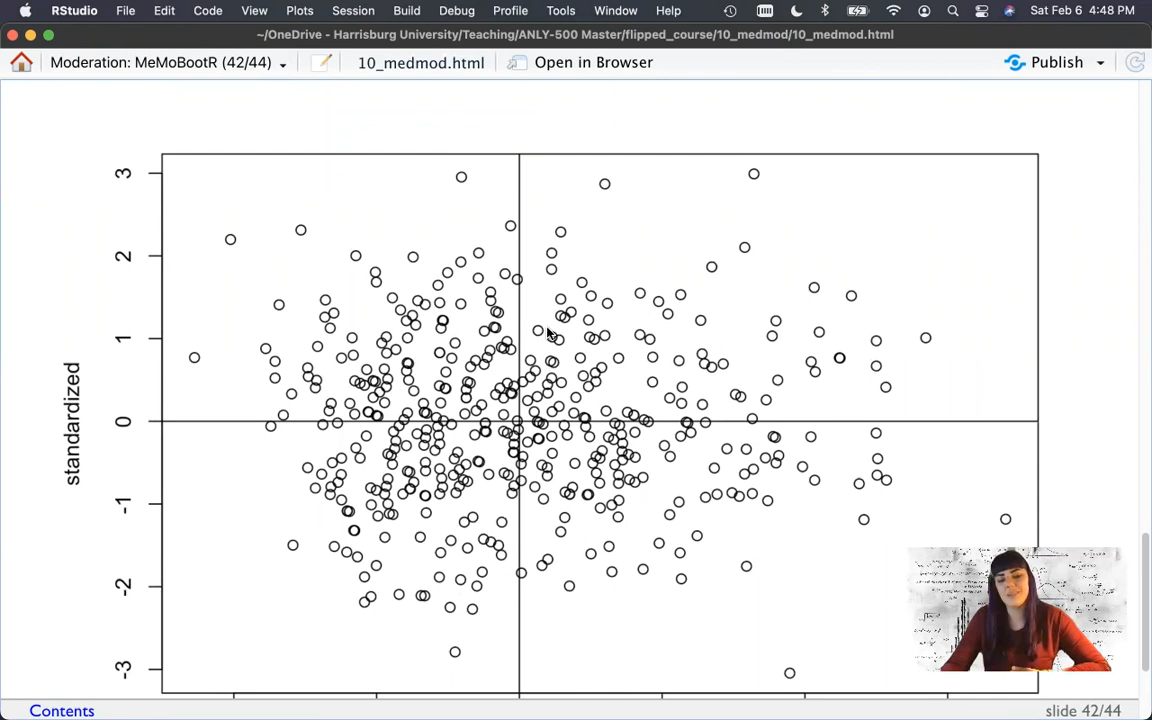 RStudio File Edit Code View Plots Session Build Debug Profile Tools Window Help Sat Feb 6 4:48 PM
~/OneDrive - Harrisburg University/Teaching/ANLY-500 Master/flipped_course/10_medmod/10_medmod.html
Moderation: MeMoBootR (42/44) 10_medmod.html Open in Browser Publish
3
2
1
0
-1
-2
-3
standardized
Contents slide 42/44